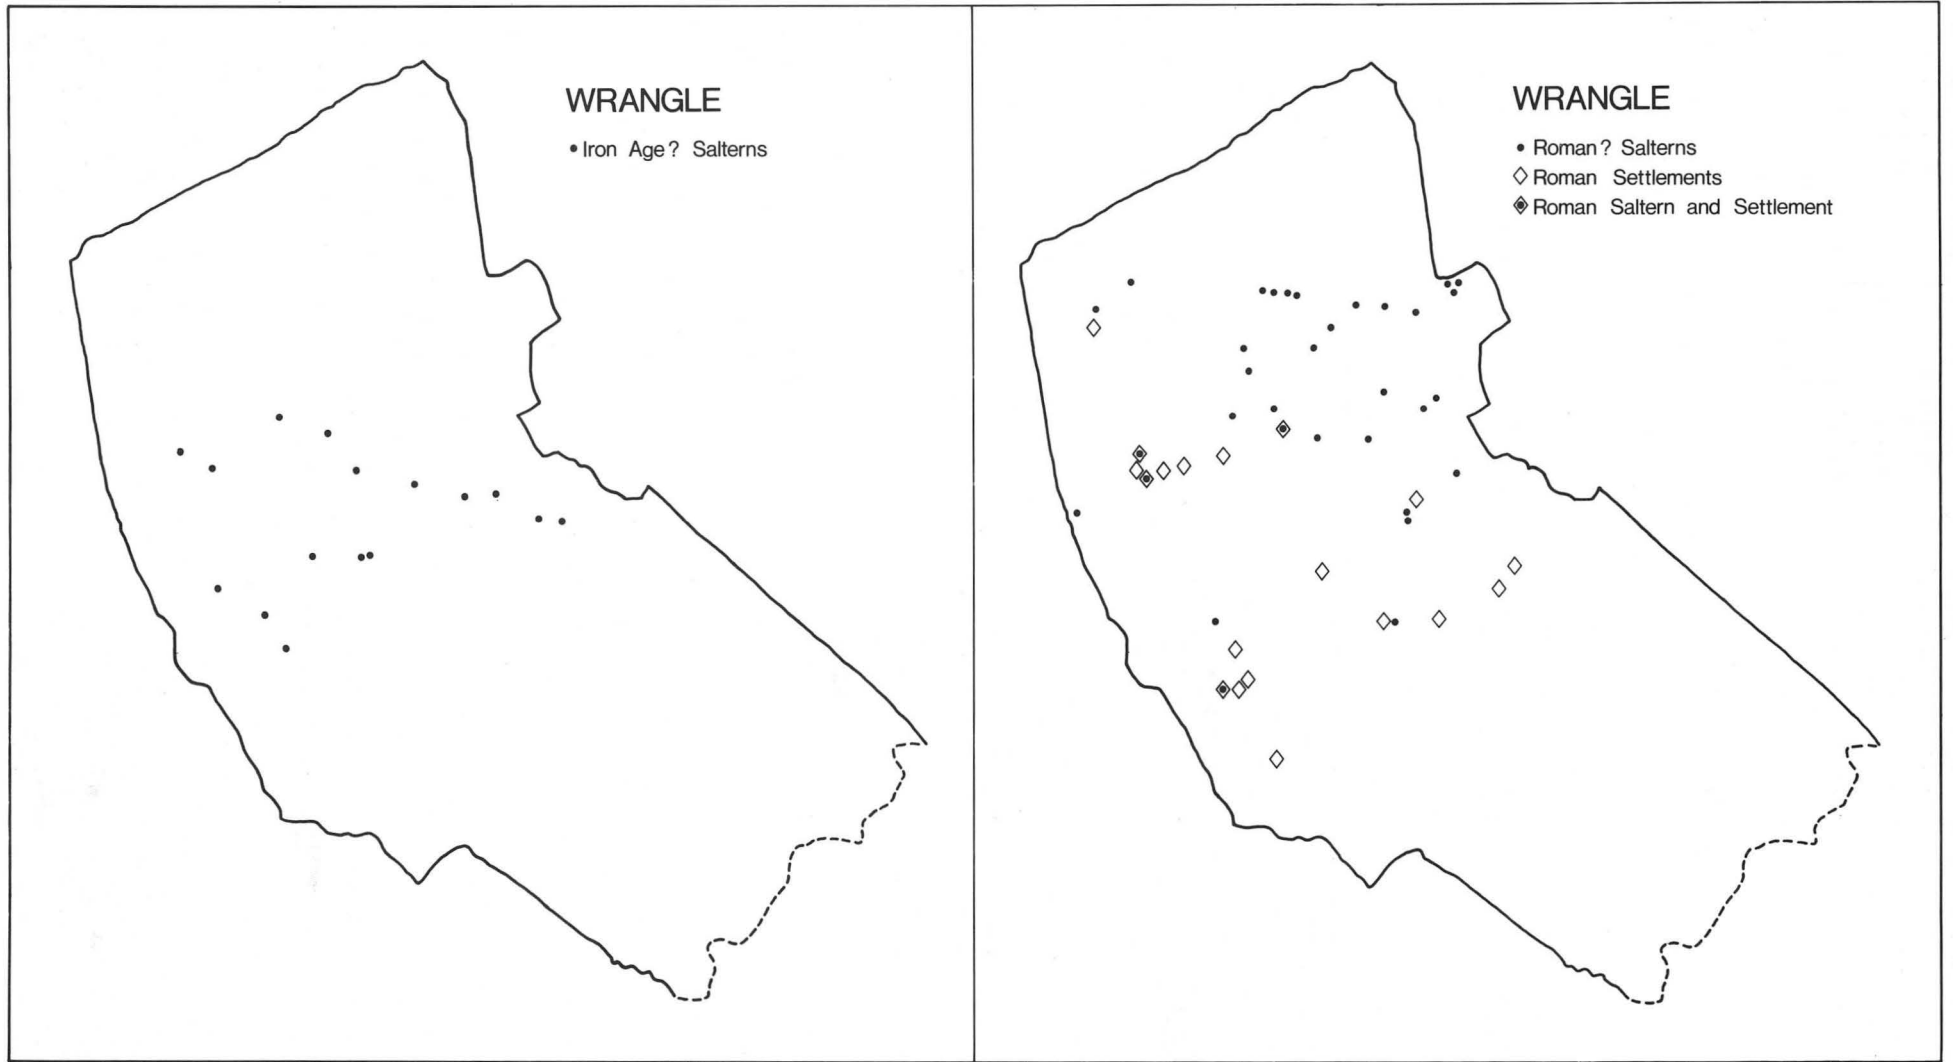 WRANGLE
Iron Age? Salterns
WRANGLE
Roman? Salterns
Roman Settlements
Roman Saltern and Settlement